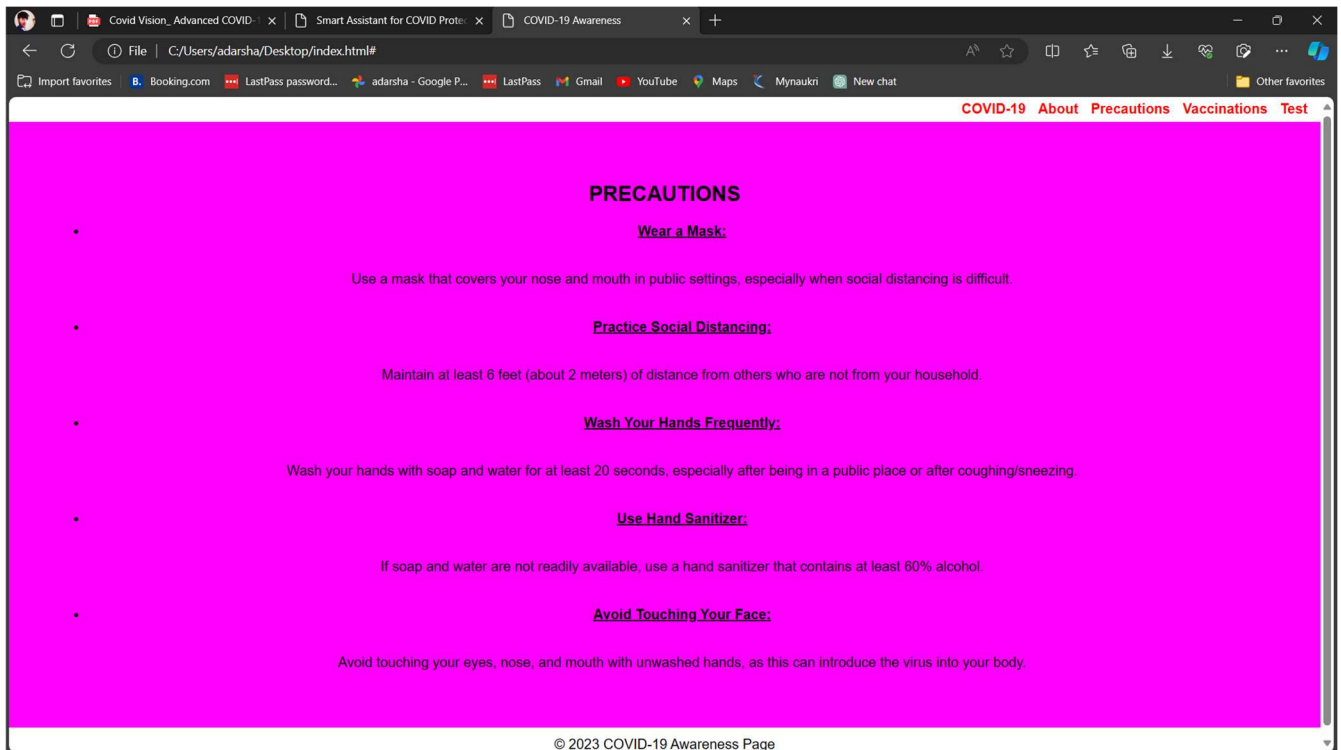 Covid Vision_ Advanced COVID-1
Smart Assistant for COVID Protec
COVID-19 Awareness
File
C:/Users/adarsha/Desktop/index.html#
Import favorites
B. Booking.com
LastPass password...
adarsha - Google P...
LastPass
Gmail
YouTube
Maps
Mynaukri
New chat
Other favorites
COVID-19 About Precautions Vaccinations Test
PRECAUTIONS
• Wear a Mask:
Use a mask that covers your nose and mouth in public settings, especially when social distancing is difficult.
• Practice Social Distancing:
Maintain at least 6 feet (about 2 meters) of distance from others who are not from your household.
• Wash Your Hands Frequently:
Wash your hands with soap and water for at least 20 seconds, especially after being in a public place or after coughing/sneezing.
• Use Hand Sanitizer:
If soap and water are not readily available, use a hand sanitizer that contains at least 60% alcohol.
• Avoid Touching Your Face:
Avoid touching your eyes, nose, and mouth with unwashed hands, as this can introduce the virus into your body.
© 2023 COVID-19 Awareness Page